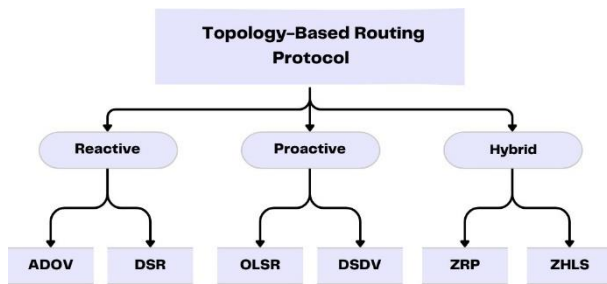 Topology-Based Routing
Protocol
Reactive
Proactive
Hybrid
ADOV
DSR
OLSR
DSDV
ZRP
ZHLS